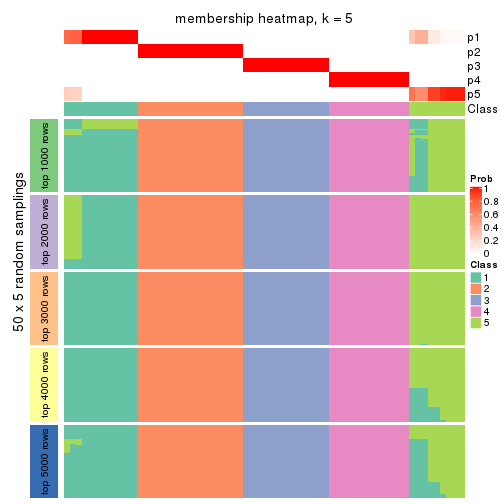 membership heatmap, k = 5
p1
p2
p3
p4
p5
Class
50 x 5 random samplings
top 1000 rows
top 2000 rows
top 3000 rows
top 4000 rows
top 5000 rows
Prob
1
0.8
0.6
0.4
0.2
0
Class
1
2
3
4
5